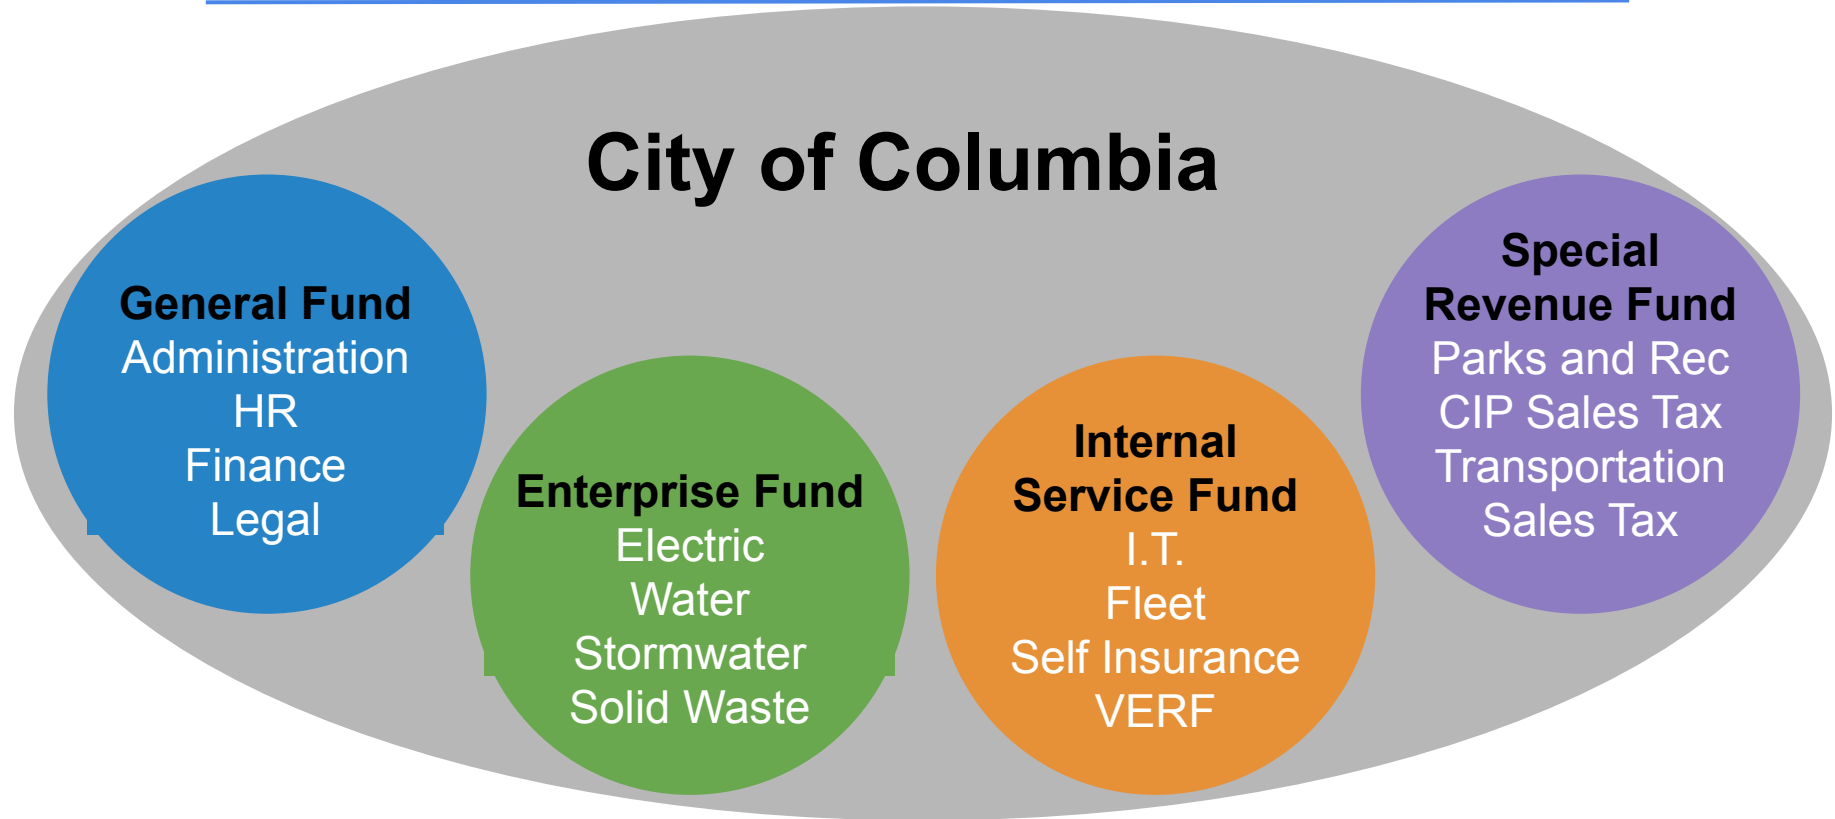 City of Columbia
General Fund
Administration
HR
Finance
Legal
Enterprise Fund
Electric
Water
Stormwater
Solid Waste
Internal
Service Fund
I.T.
Fleet
Self Insurance
VERF
Special
Revenue Fund
Parks and Rec
CIP Sales Tax
Transportation
Sales Tax